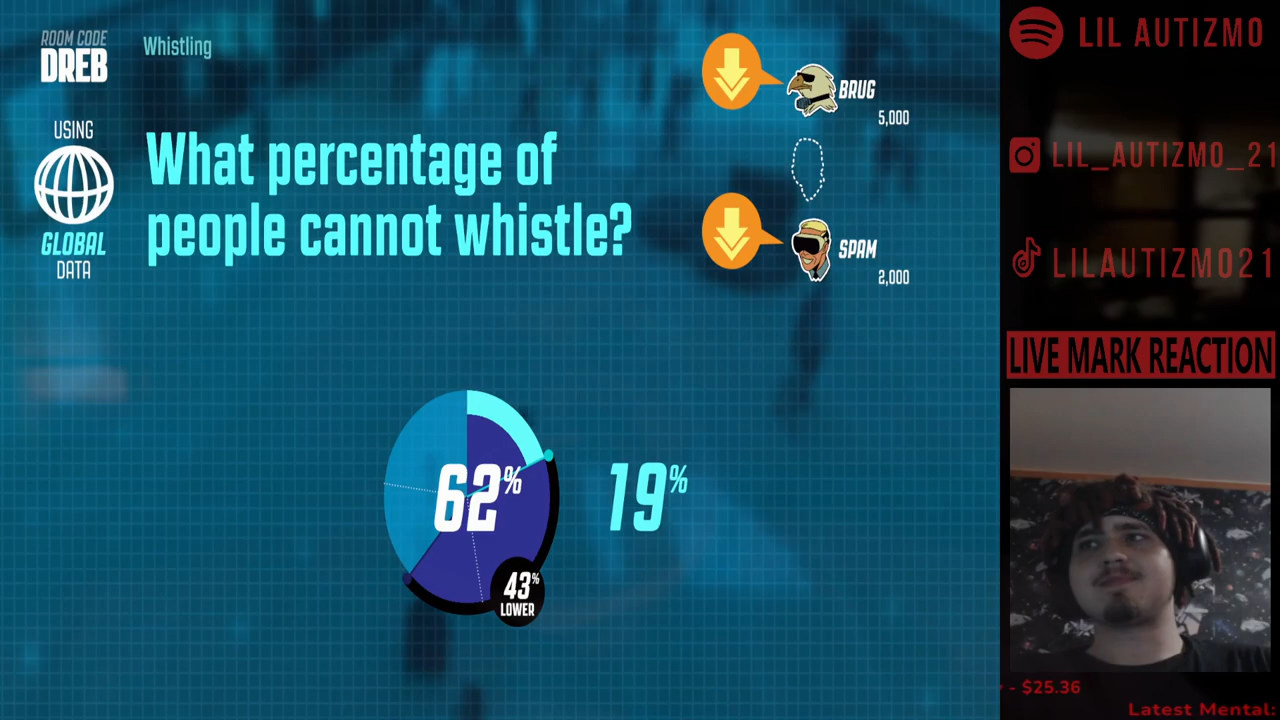 ROOM CODE
DREB
Whistling
USING
GLOBAL
DATA
What percentage of
people cannot whistle?
BRUG
5,000
SPAM
2,000
62%
19%
43%
LOWER
LIL AUTIZMO
LIL_AUTIZMO_21
LILAUTIZMO21
LIVE MARK REACTION
- $25.36
Latest Mental: